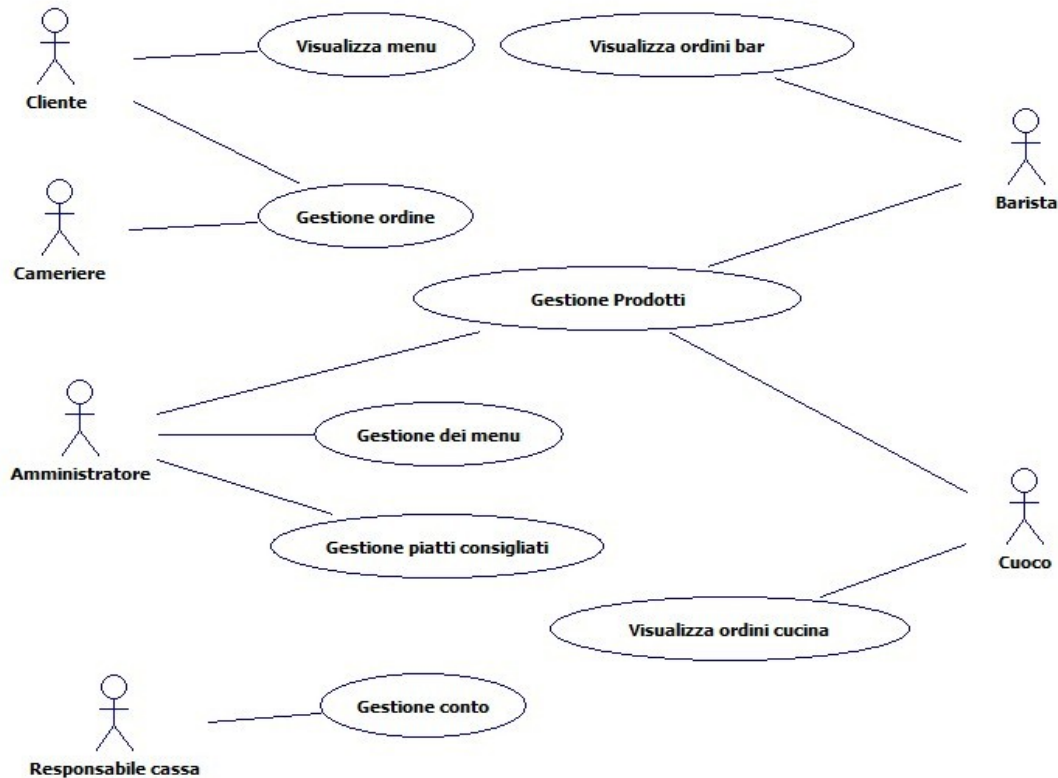 Visualizza menu
Visualizza ordini bar
Cliente
Barista
Gestione ordine
Cameriere
Gestione Prodotti
Gestione dei menu
Amministratore
Gestione piatti consigliati
Cuoco
Visualizza ordini cucina
Gestione conto
Responsabile cassa